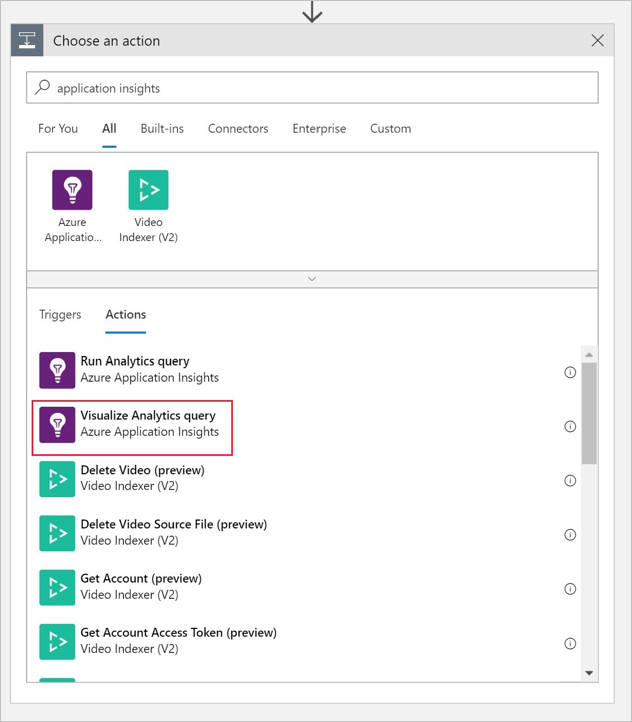 Choose an action
application insights
For You
All
Built-ins
Connectors
Enterprise
Custom
Azure
Applicatio...
Video
Indexer (V2)
Triggers
Actions
Run Analytics query
Azure Application Insights
Visualize Analytics query
Azure Application Insights
Delete Video (preview)
Video Indexer (V2)
Delete Video Source File (preview)
Video Indexer (V2)
Get Account (preview)
Video Indexer (V2)
Get Account Access Token (preview)
Video Indexer (V2)